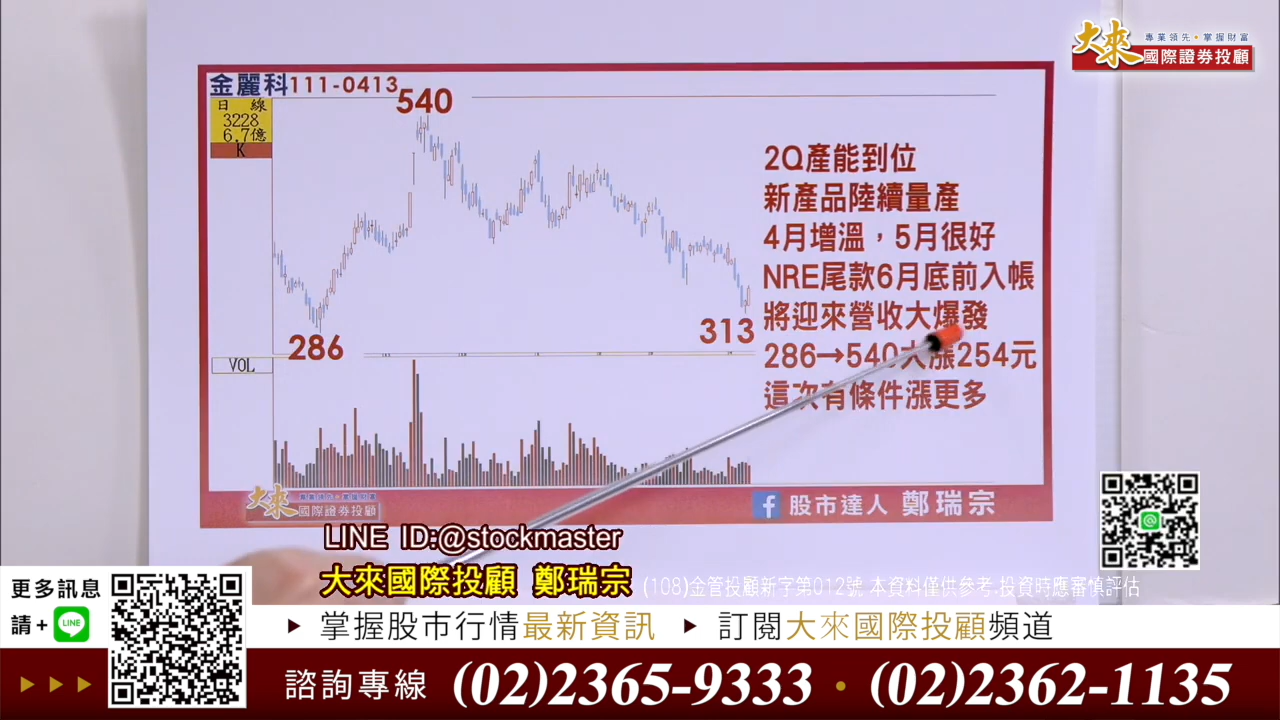 大來
專業領先•掌握財富
國際證券投顧
金麗科111-0413
日 線
3228
6.7億
K
540
286
313
VOL
2Q產能到位
新產品陸續量產
4月增溫，5月很好
NRE尾款6月底前入帳
將迎來營收大爆發
286→540大漲254元
這次有條件漲更多
大來
專業領先•掌握財富
國際證券投顧
股市達人 鄭瑞宗
LINE ID:@stockmaster
大來國際投顧 鄭瑞宗
(108)金管投顧新字第012號 本資料僅供參考,投資時應審慎評估
更多訊息
請+
LINE
掌握股市行情最新資訊
訂閱大來國際投顧頻道
諮詢專線 (02)2365-9333 • (02)2362-1135